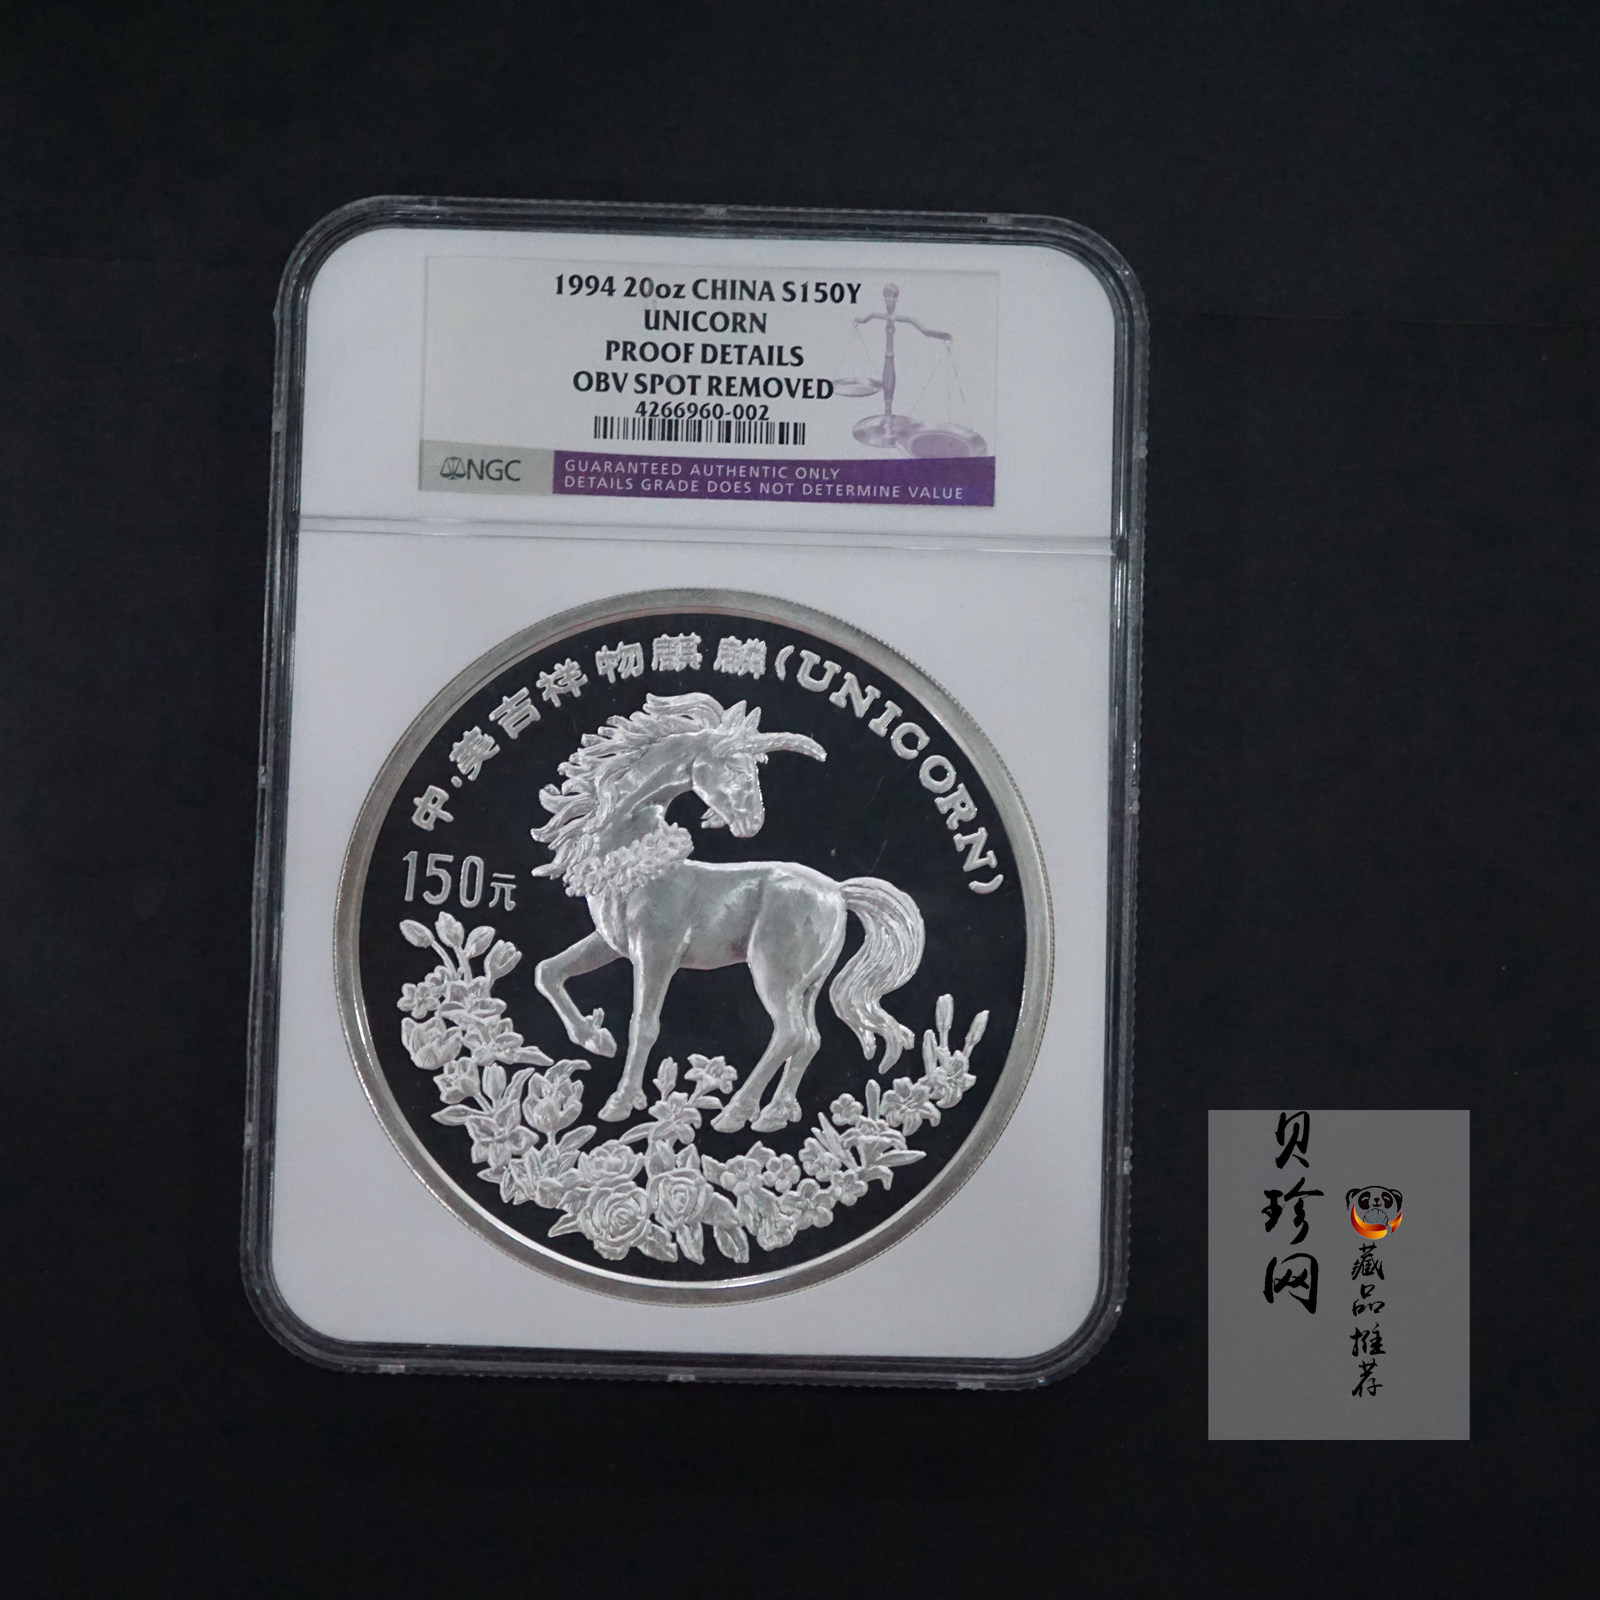 1994 20oz CHINA S150Y
UNICORN
PROOF DETAILS
OBV SPOT REMOVED
4266960-002
NGC
GUARANTEED AUTHENTIC ONLY
DETAILS GRADE DOES NOT DETERMINE VALUE
中·英吉祥物麒麟(UNICORN)
150元
贝珍网
藏品推荐